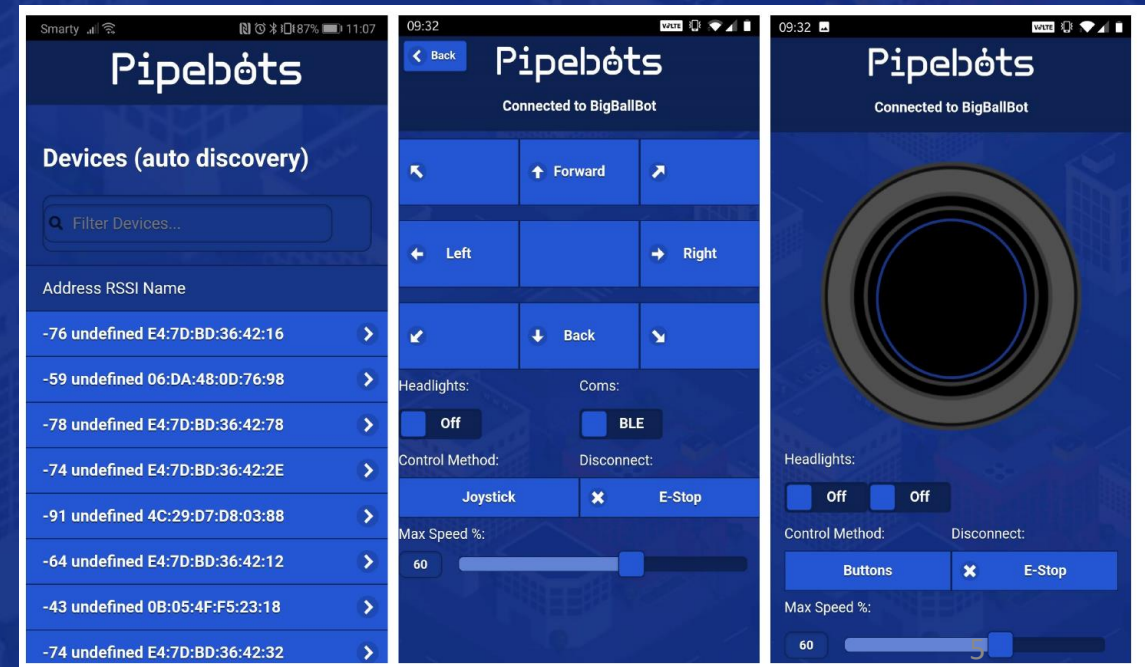 Smarty 87% 11:07
Pipebots
Devices (auto discovery)
Filter Devices...
Address RSSI Name
-76 undefined E4:7D:BD:36:42:16
-59 undefined 06:DA:48:0D:76:98
-78 undefined E4:7D:BD:36:42:78
-74 undefined E4:7D:BD:36:42:2E
-91 undefined 4C:29:D7:D8:03:88
-64 undefined E4:7D:BD:36:42:12
-43 undefined 0B:05:4F:F5:23:18
-74 undefined E4:7D:BD:36:42:32
09:32 VoLTE
Back
Pipebots
Connected to BigBallBot
Forward
Left Right
Back
Headlights: Coms:
Off BLE
Control Method: Disconnect:
Joystick E-Stop
Max Speed %:
60
09:32 VoLTE
Pipebots
Connected to BigBallBot
Headlights:
Off Off
Control Method: Disconnect:
Buttons E-Stop
Max Speed %:
60
5